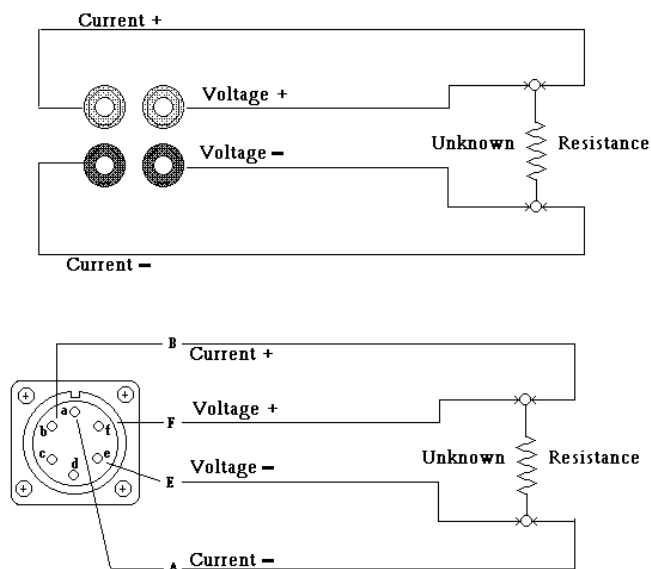 Current +
Voltage +
Unknown Resistance
Voltage –
Current –
B
Current +
a
F
Voltage +
b
f
c
e
d
Unknown Resistance
Voltage –
E
A
Current –